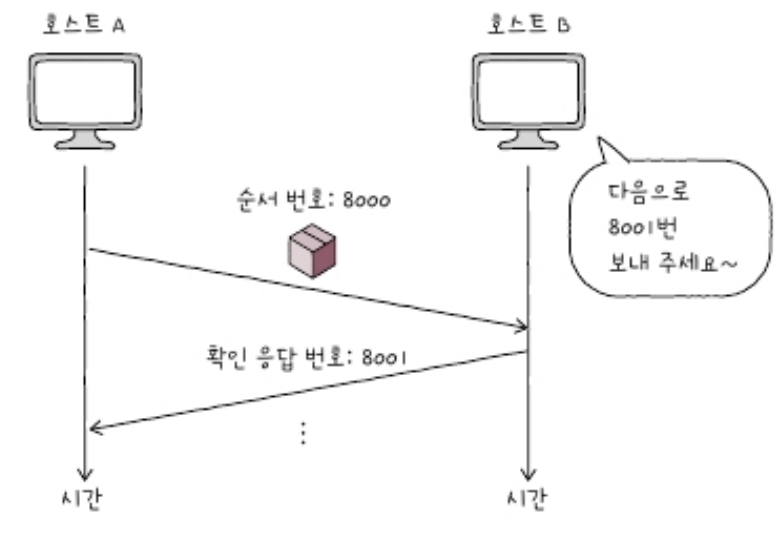 호스트 A
호스트 B
다음으로
8001번
보내 주세요~
순서 번호: 8000
확인 응답 번호: 8001
⋮
시간
시간